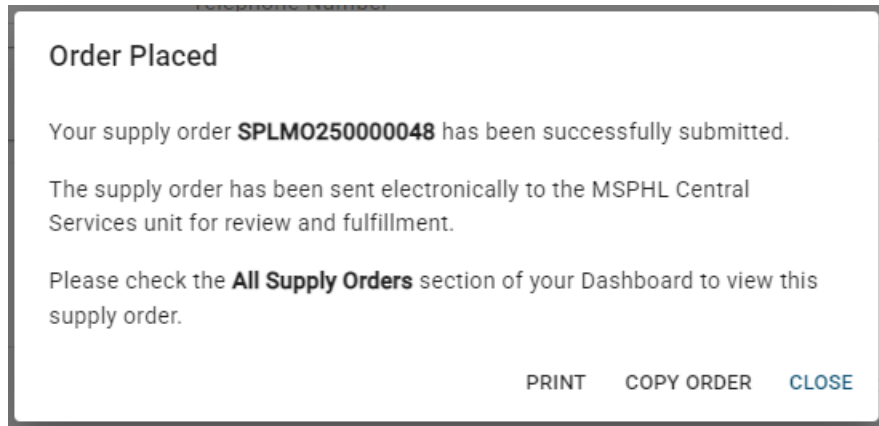 Telephone Number
Order Placed
Your supply order SPLMO250000048 has been successfully submitted.
The supply order has been sent electronically to the MSPHL Central
Services unit for review and fulfillment.
Please check the All Supply Orders section of your Dashboard to view this
supply order.
PRINT COPY ORDER CLOSE